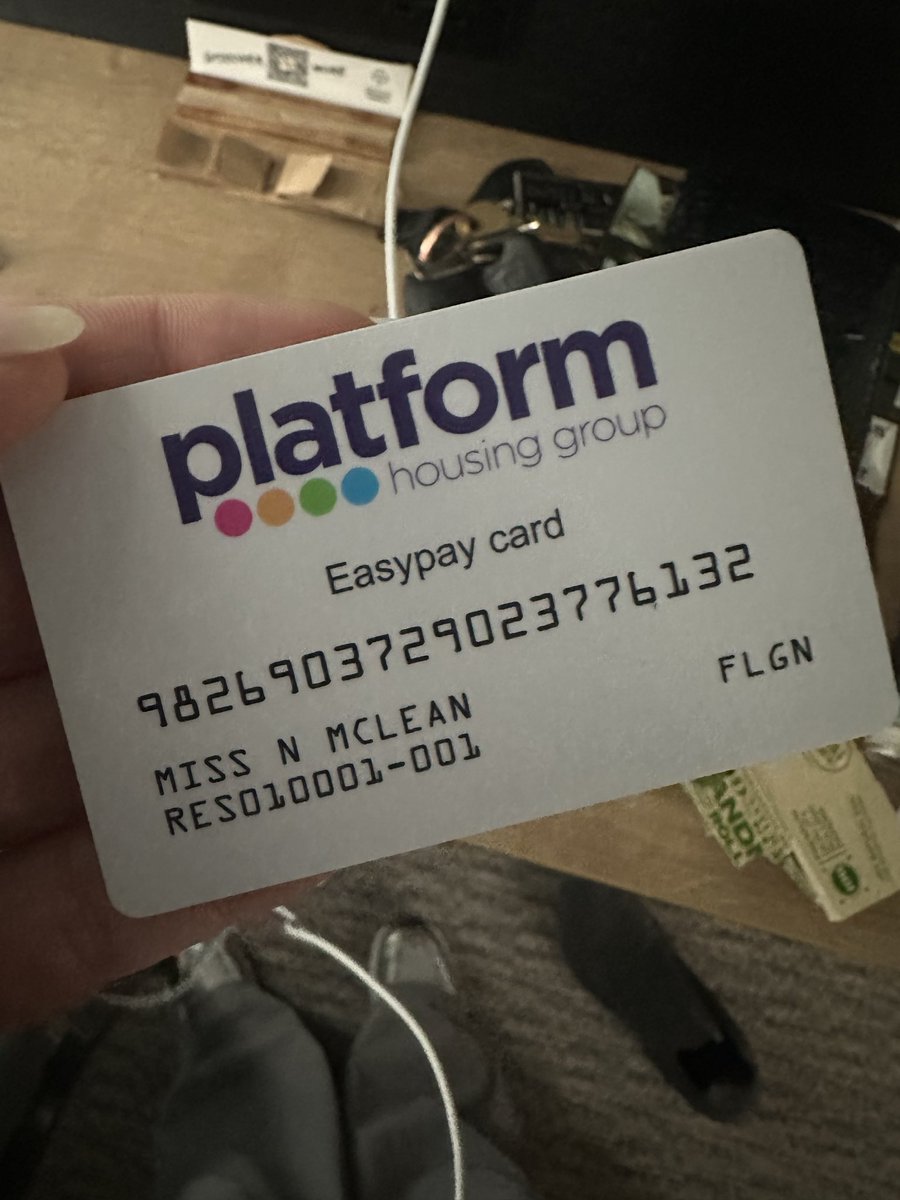 platform
housing group
Easypay card
9826903729023776132
FLGN
MISS N MCLEAN
RES010001-001